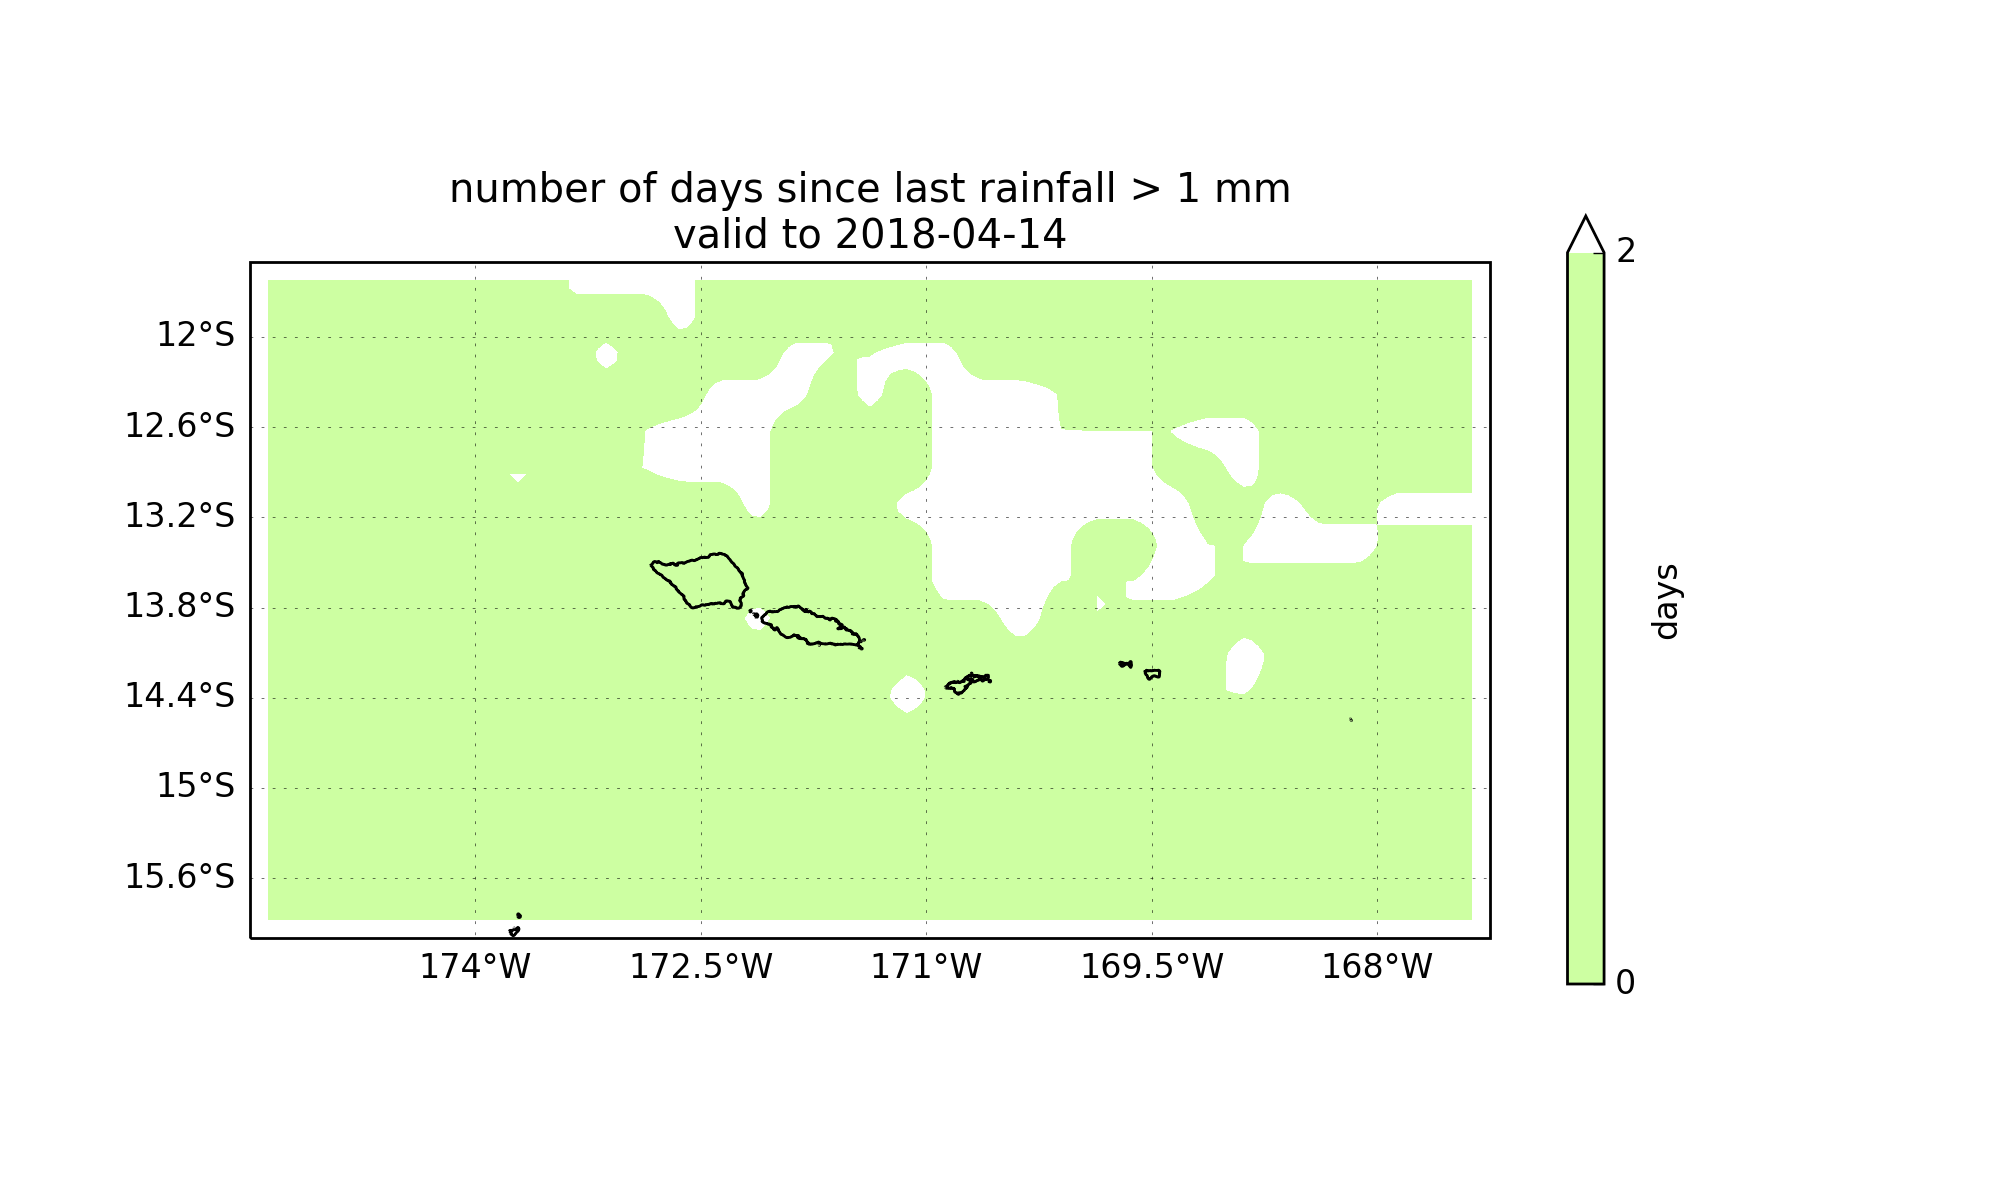 number of days since last rainfall > 1 mm
valid to 2018-04-14
2
12°S
12.6°S
13.2°S
13.8°S
14.4°S
15°S
15.6°S
days
174°W 172.5°W 171°W 169.5°W 168°W
0